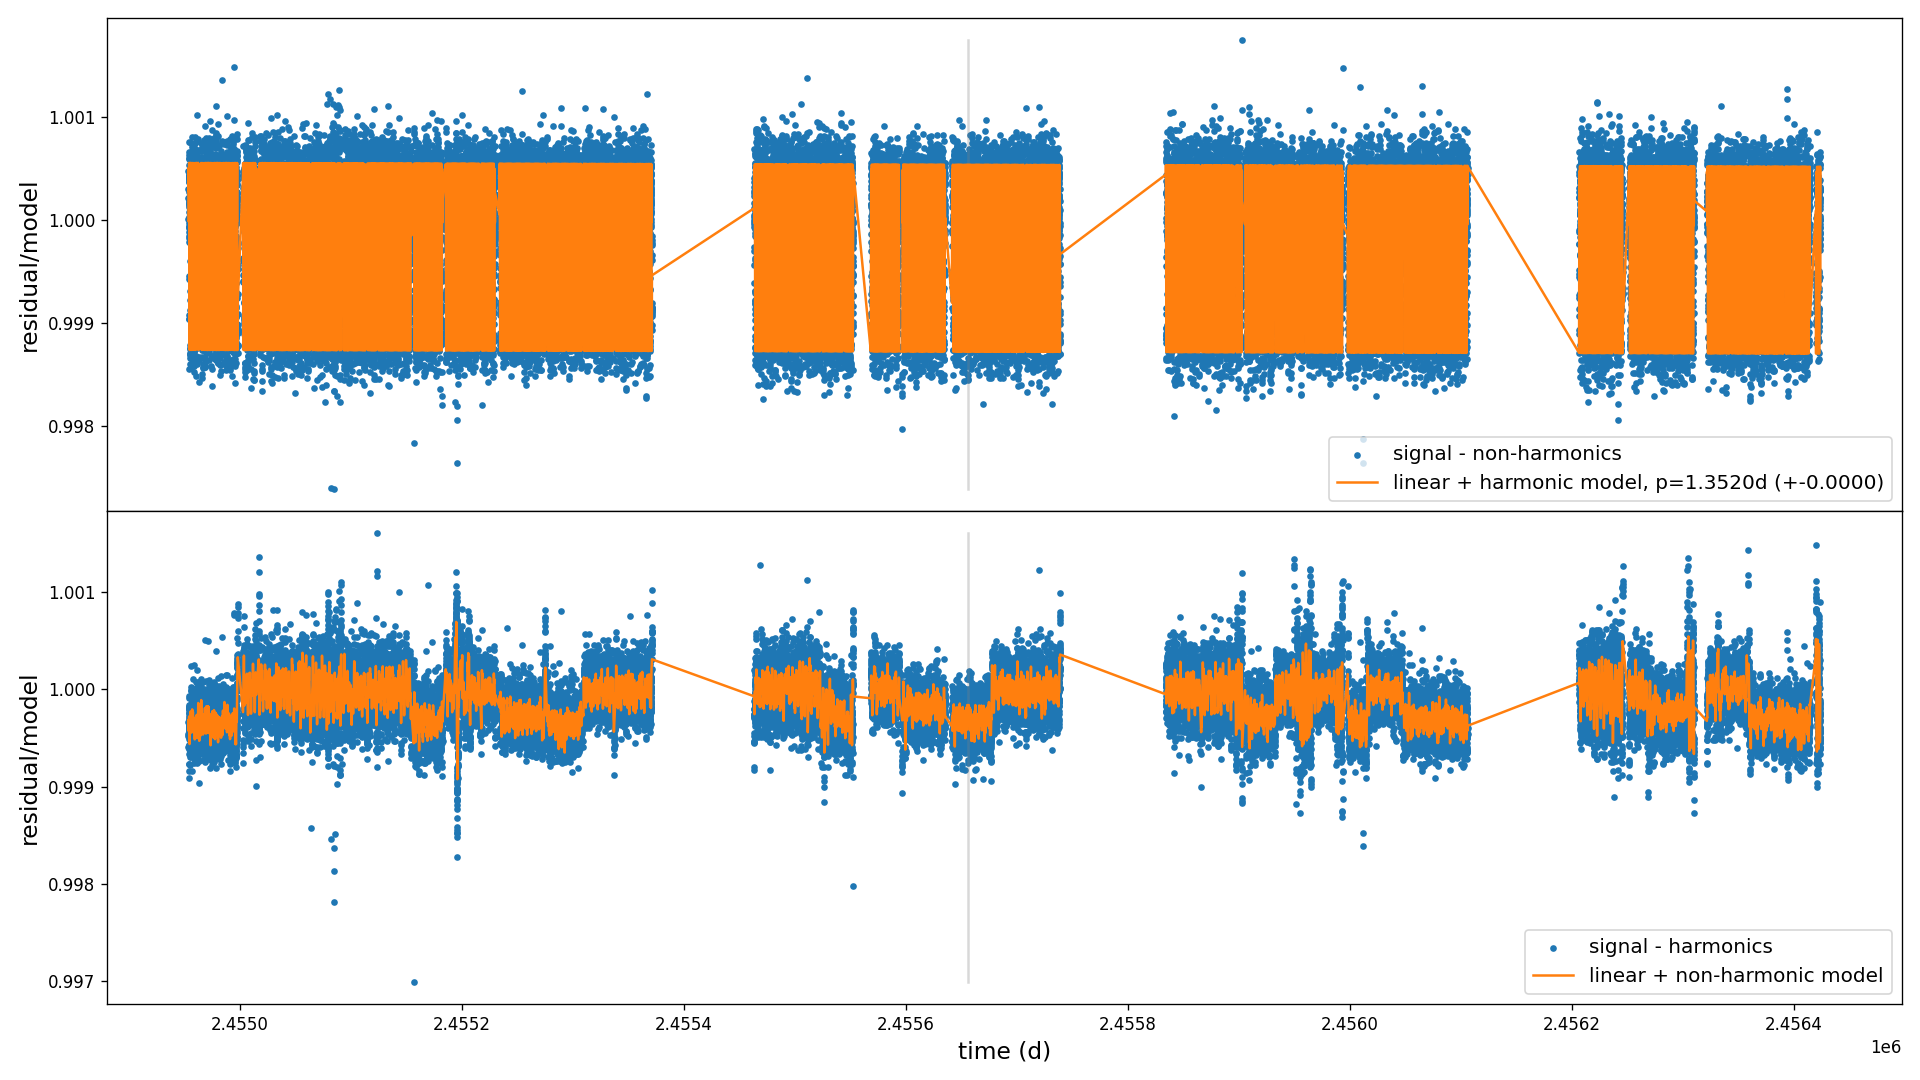 residual/model
1.001
1.000
0.999
0.998
signal - non-harmonics
linear + harmonic model, p=1.3520d (+-0.0000)
residual/model
1.001
1.000
0.999
0.998
0.997
signal - harmonics
linear + non-harmonic model
2.4550 2.4552 2.4554 2.4556 2.4558 2.4560 2.4562 2.4564
time (d)
1e6